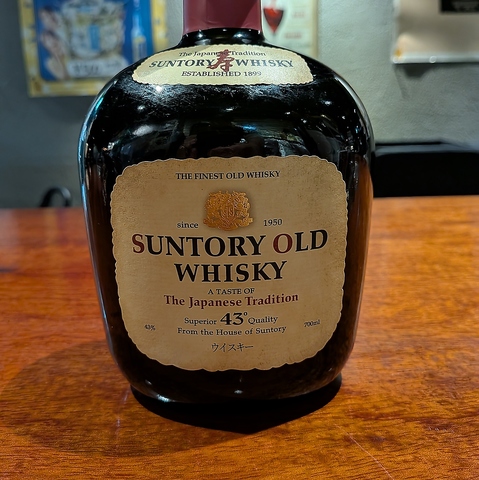 The Japanese Tradition
SUNTORY 寿 WHISKY
ESTABLISHED 1899
THE FINEST OLD WHISKY
since 1950
SUNTORY OLD
WHISKY
A TASTE OF
The Japanese Tradition
Superior 43° Quality
From the House of Suntory
43%
700ml
ウイスキー